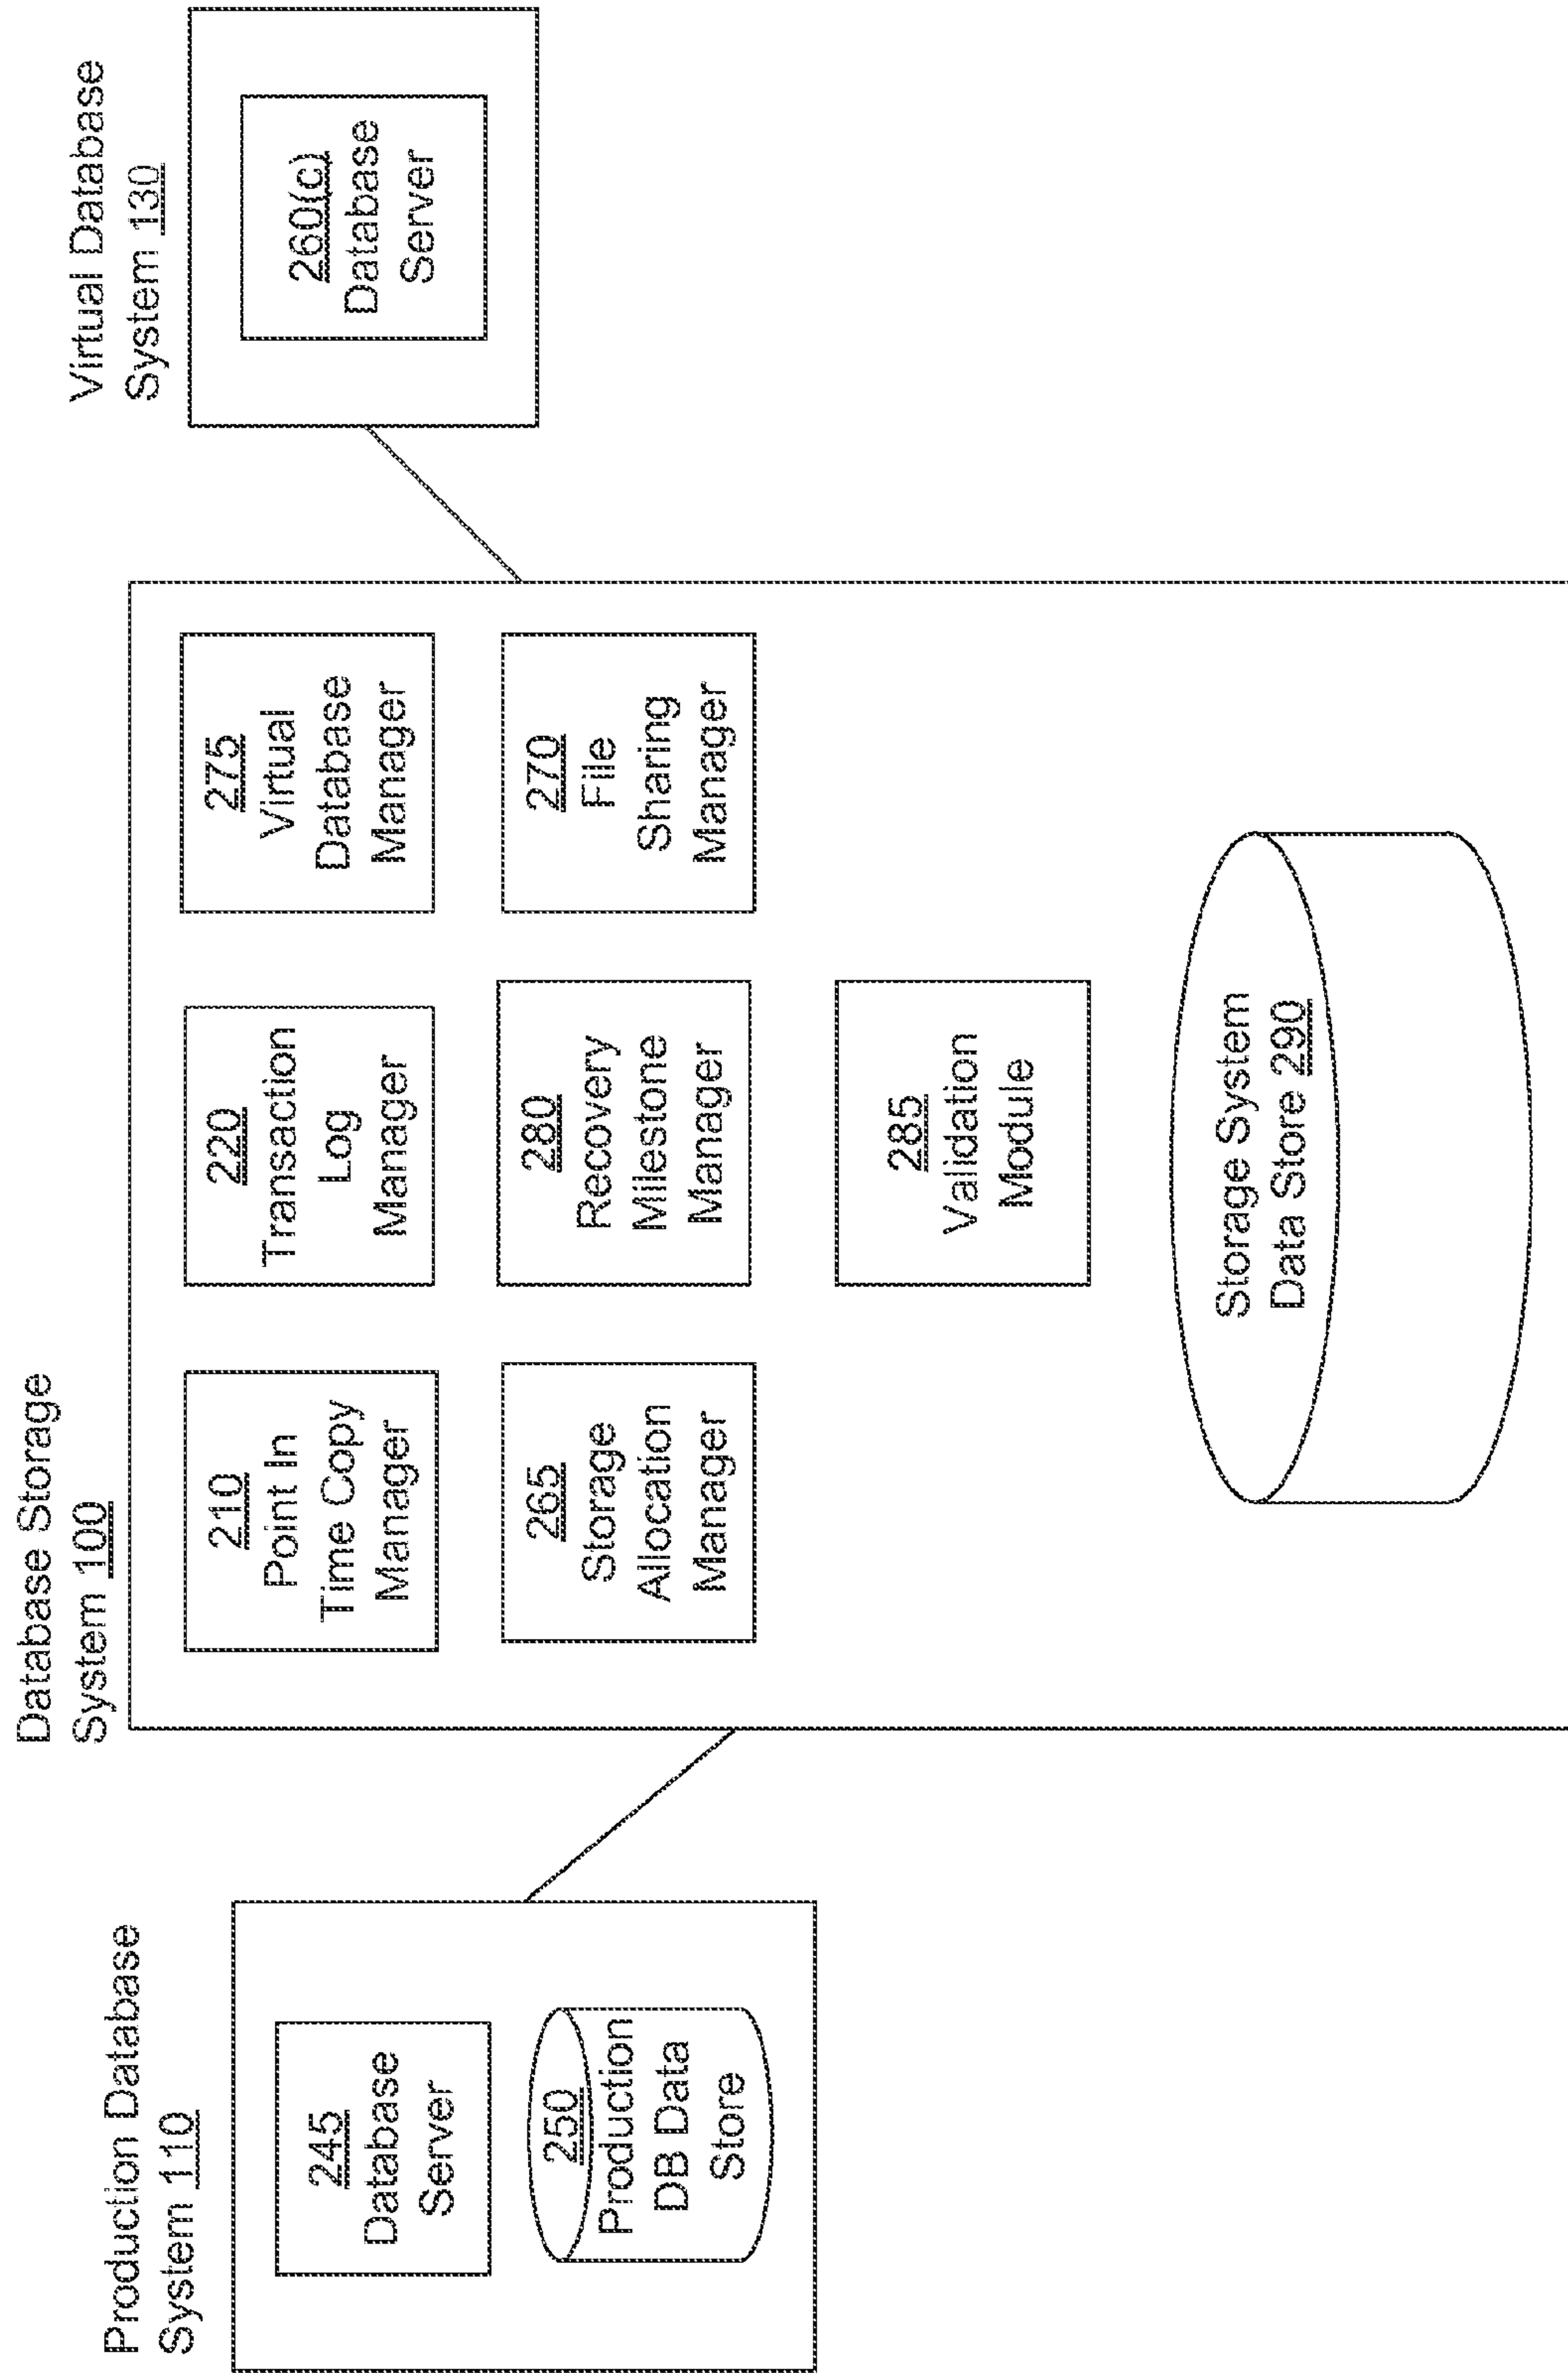 Production Database
System 110
245
Database
Server
250
Production
DB Data
Store
Database Storage
System 100
210
Point In
Time Copy
Manager
220
Transaction
Log
Manager
275
Virtual
Database
Manager
265
Storage
Allocation
Manager
280
Recovery
Milestone
Manager
270
File
Sharing
Manager
285
Validation
Module
Storage System
Data Store 290
Virtual Database
System 130
260(c)
Database
Server